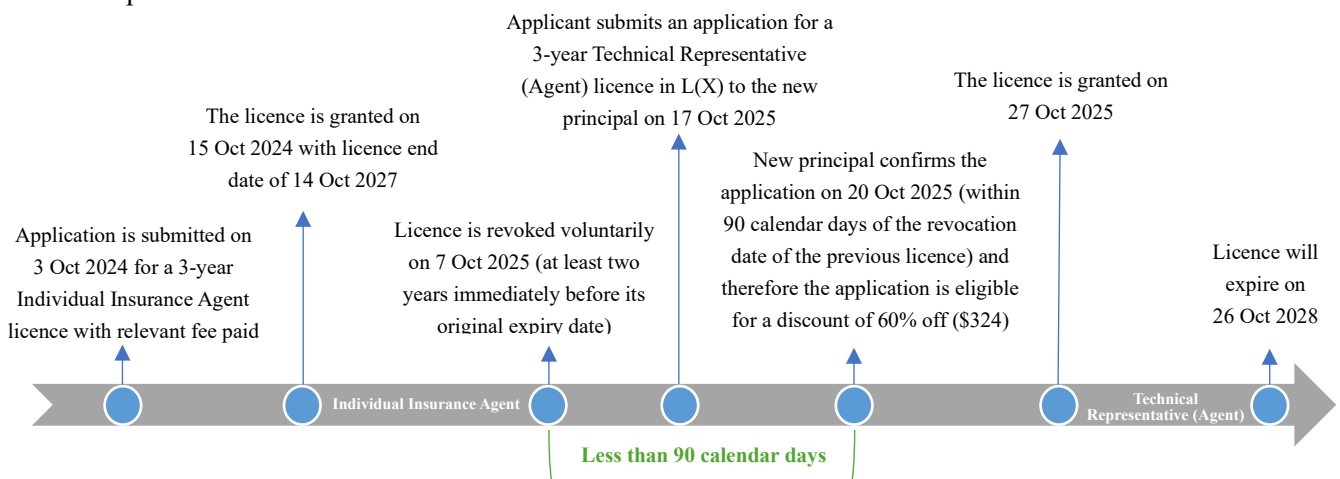 Application is submitted on
3 Oct 2024 for a 3-year
Individual Insurance Agent
licence with relevant fee paid
The licence is granted on
15 Oct 2024 with licence end
date of 14 Oct 2027
Licence is revoked voluntarily
on 7 Oct 2025 (at least two
years immediately before its
original expiry date)
Applicant submits an application for a
3-year Technical Representative
(Agent) licence in L(X) to the new
principal on 17 Oct 2025
New principal confirms the
application on 20 Oct 2025 (within
90 calendar days of the revocation
date of the previous licence) and
therefore the application is eligible
for a discount of 60% off ($324)
The licence is granted on
27 Oct 2025
Licence will
expire on
26 Oct 2028
Individual Insurance Agent
Technical
Representative (Agent)
Less than 90 calendar days